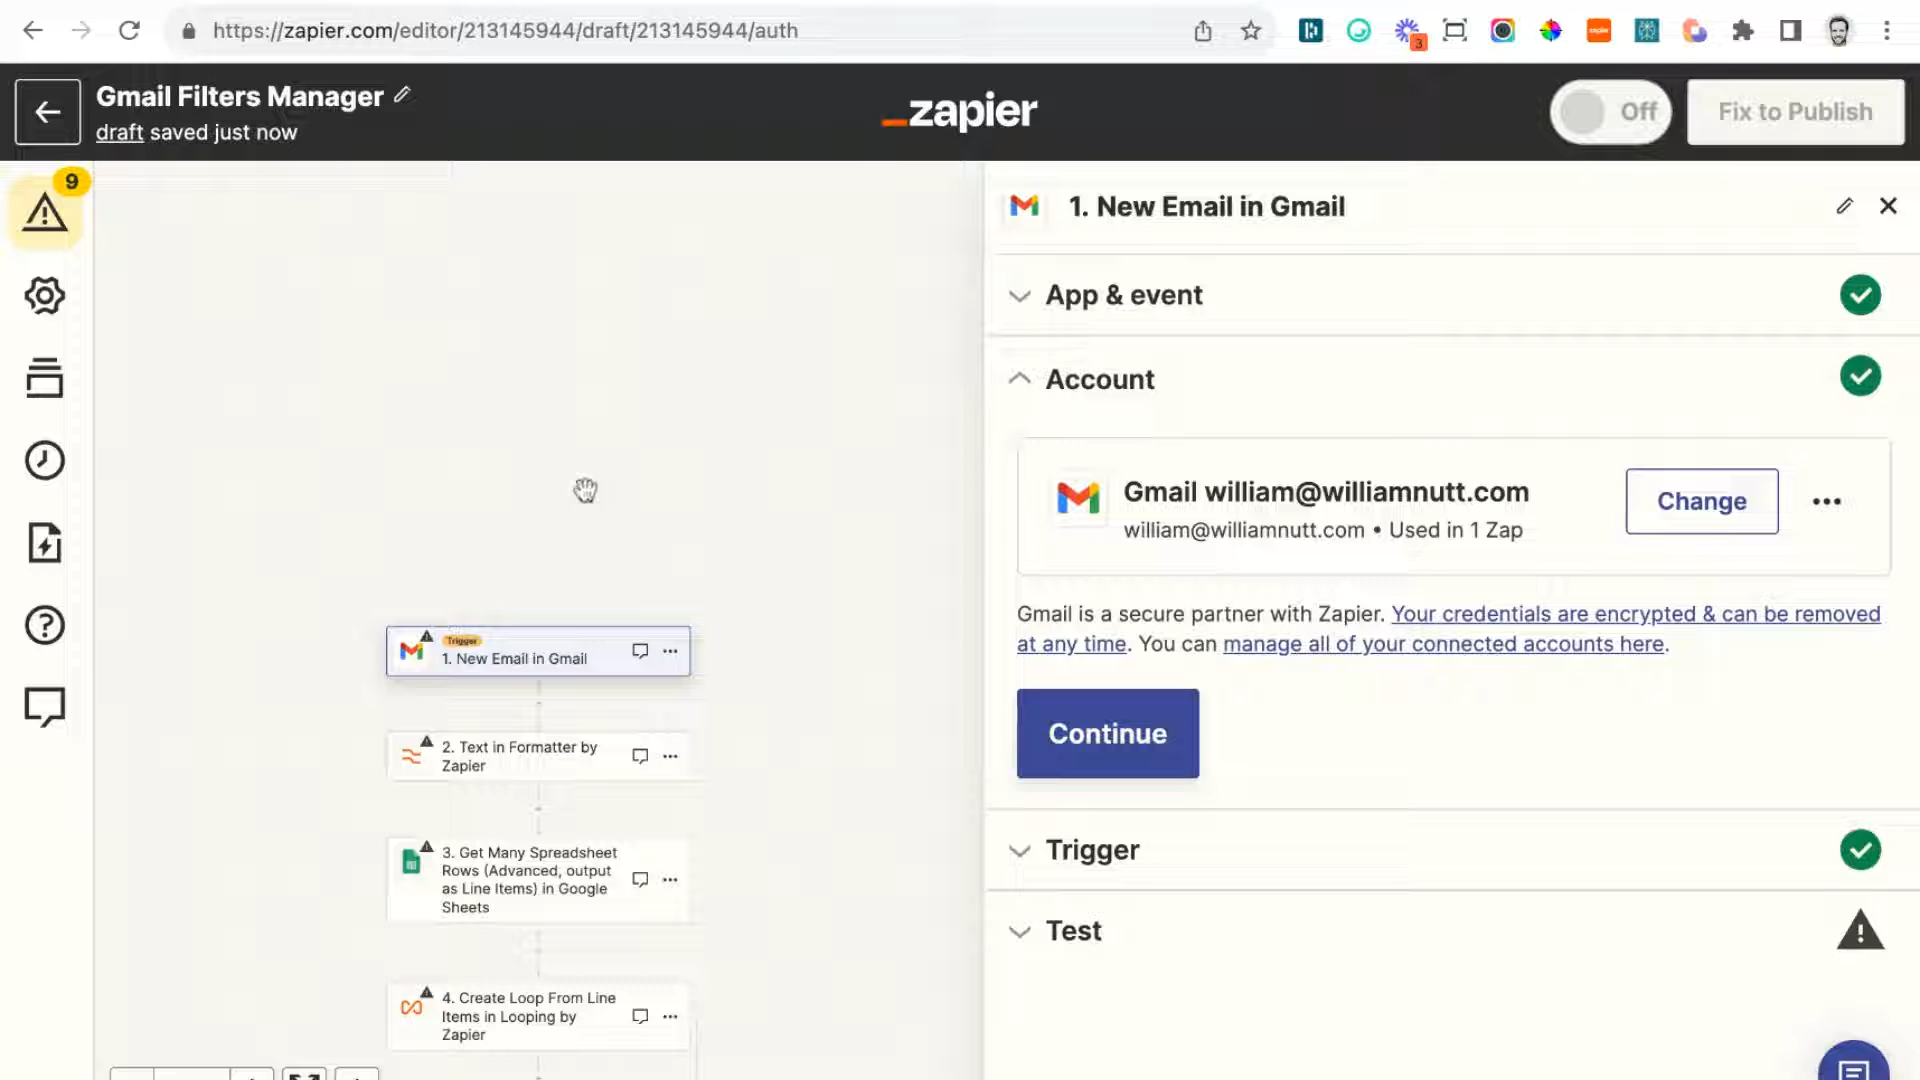 https://zapier.com/editor/213145944/draft/213145944/auth
3
zapier
Gmail Filters Manager
draft saved just now
zapier
Off
Fix to Publish
9
1. New Email in Gmail
App & event
Account
Gmail william@williamnutt.com
william@williamnutt.com • Used in 1 Zap
Change
Gmail is a secure partner with Zapier. Your credentials are encrypted & can be removed
at any time. You can manage all of your connected accounts here.
Continue
Trigger
Test
Trigger
1. New Email in Gmail
2. Text in Formatter by
Zapier
3. Get Many Spreadsheet
Rows (Advanced, output
as Line Items) in Google
Sheets
4. Create Loop From Line
Items in Looping by
Zapier